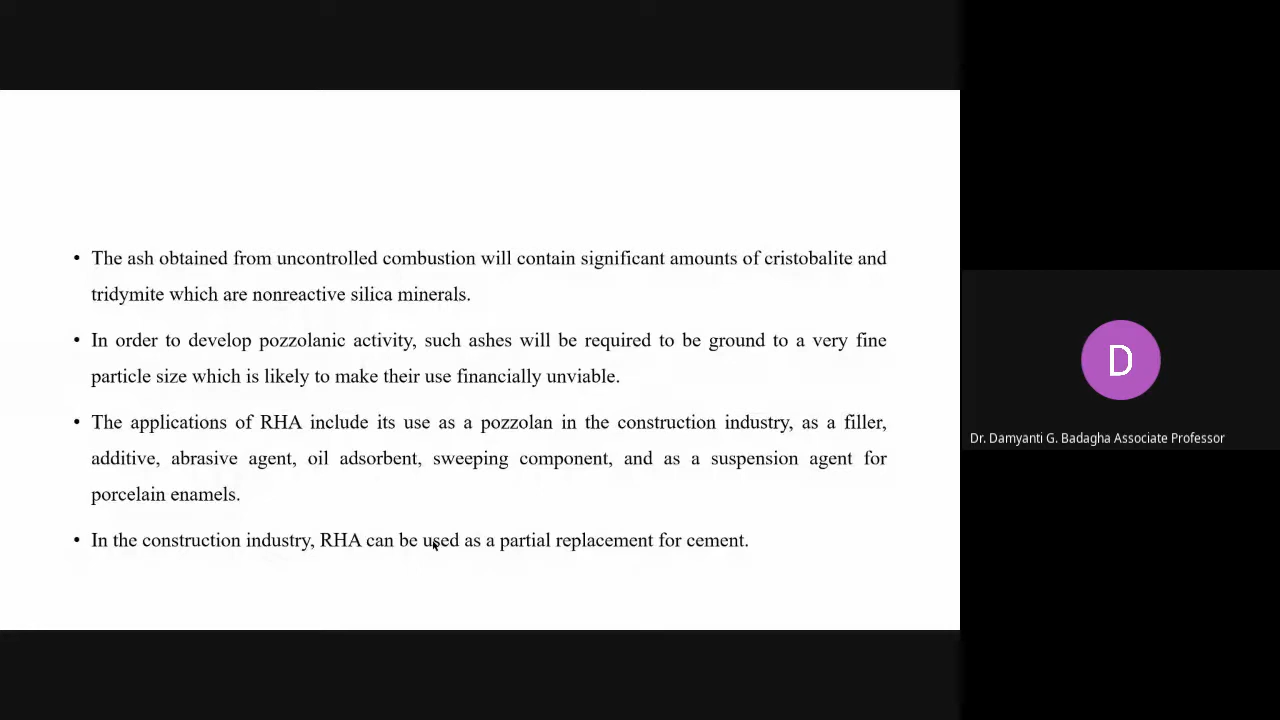 • The ash obtained from uncontrolled combustion will contain significant amounts of cristobalite and
tridymite which are nonreactive silica minerals.
• In order to develop pozzolanic activity, such ashes will be required to be ground to a very fine
particle size which is likely to make their use financially unviable.
• The applications of RHA include its use as a pozzolan in the construction industry, as a filler,
additive, abrasive agent, oil adsorbent, sweeping component, and as a suspension agent for
porcelain enamels.
• In the construction industry, RHA can be used as a partial replacement for cement.
D
Dr. Damyanti G. Badagha Associate Professor